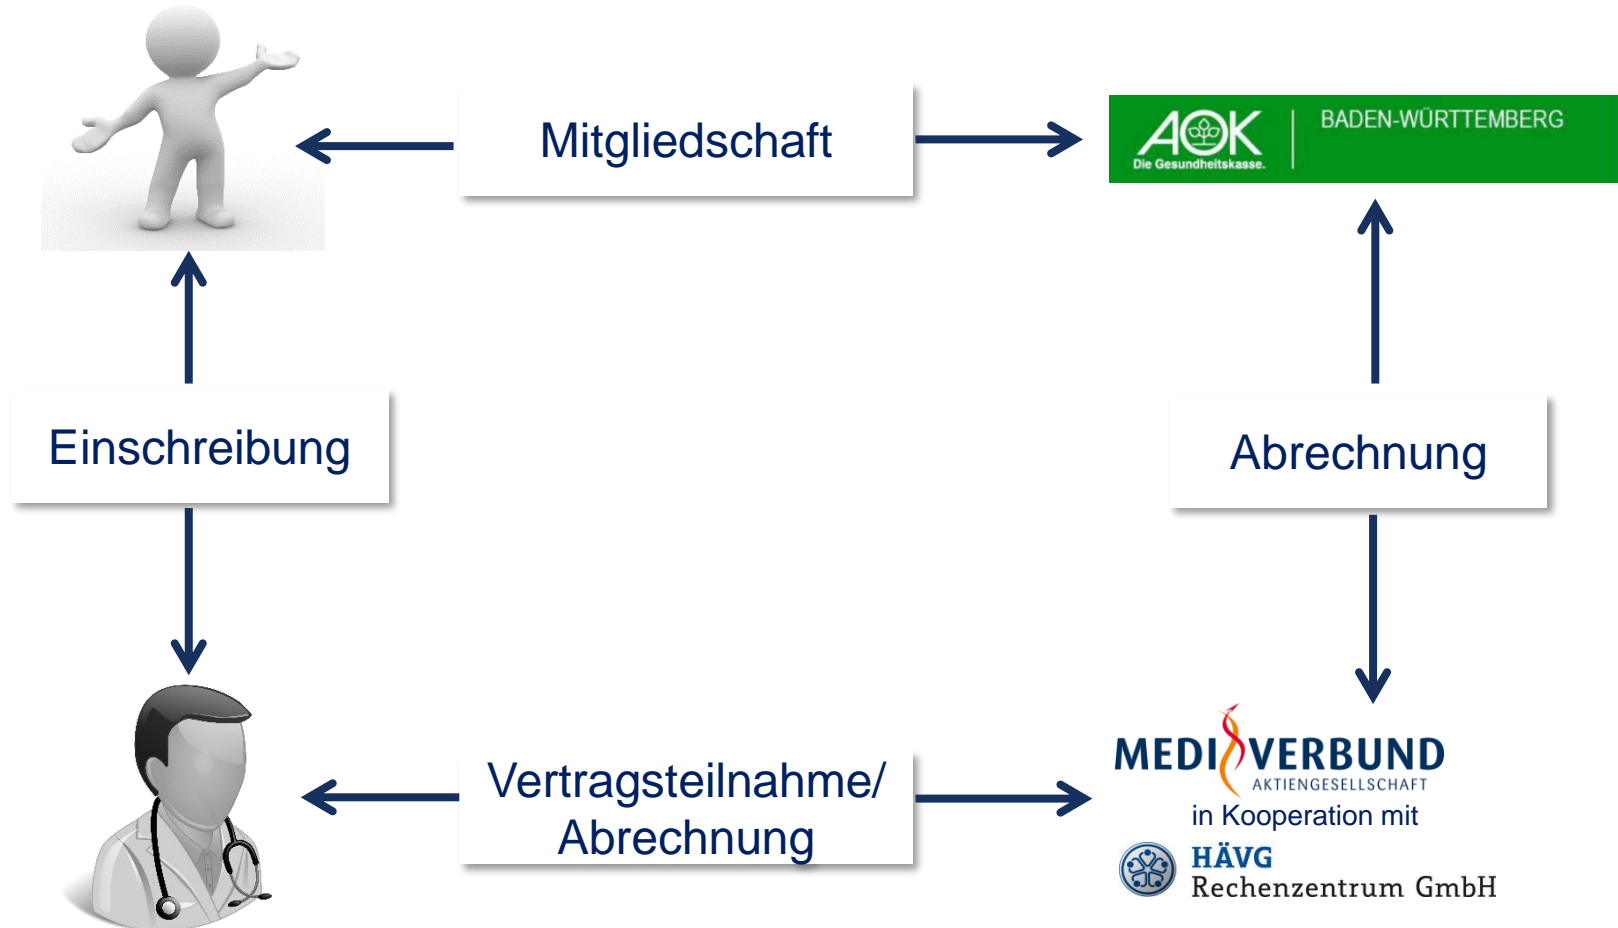 Mitgliedschaft
AOK
Die Gesundheitskasse.
BADEN-WÜRTTEMBERG
Einschreibung
Abrechnung
Vertragsteilnahme/
Abrechnung
MEDI VERBUND
AKTIENGESELLSCHAFT
in Kooperation mit
HÄVG
Rechenzentrum GmbH